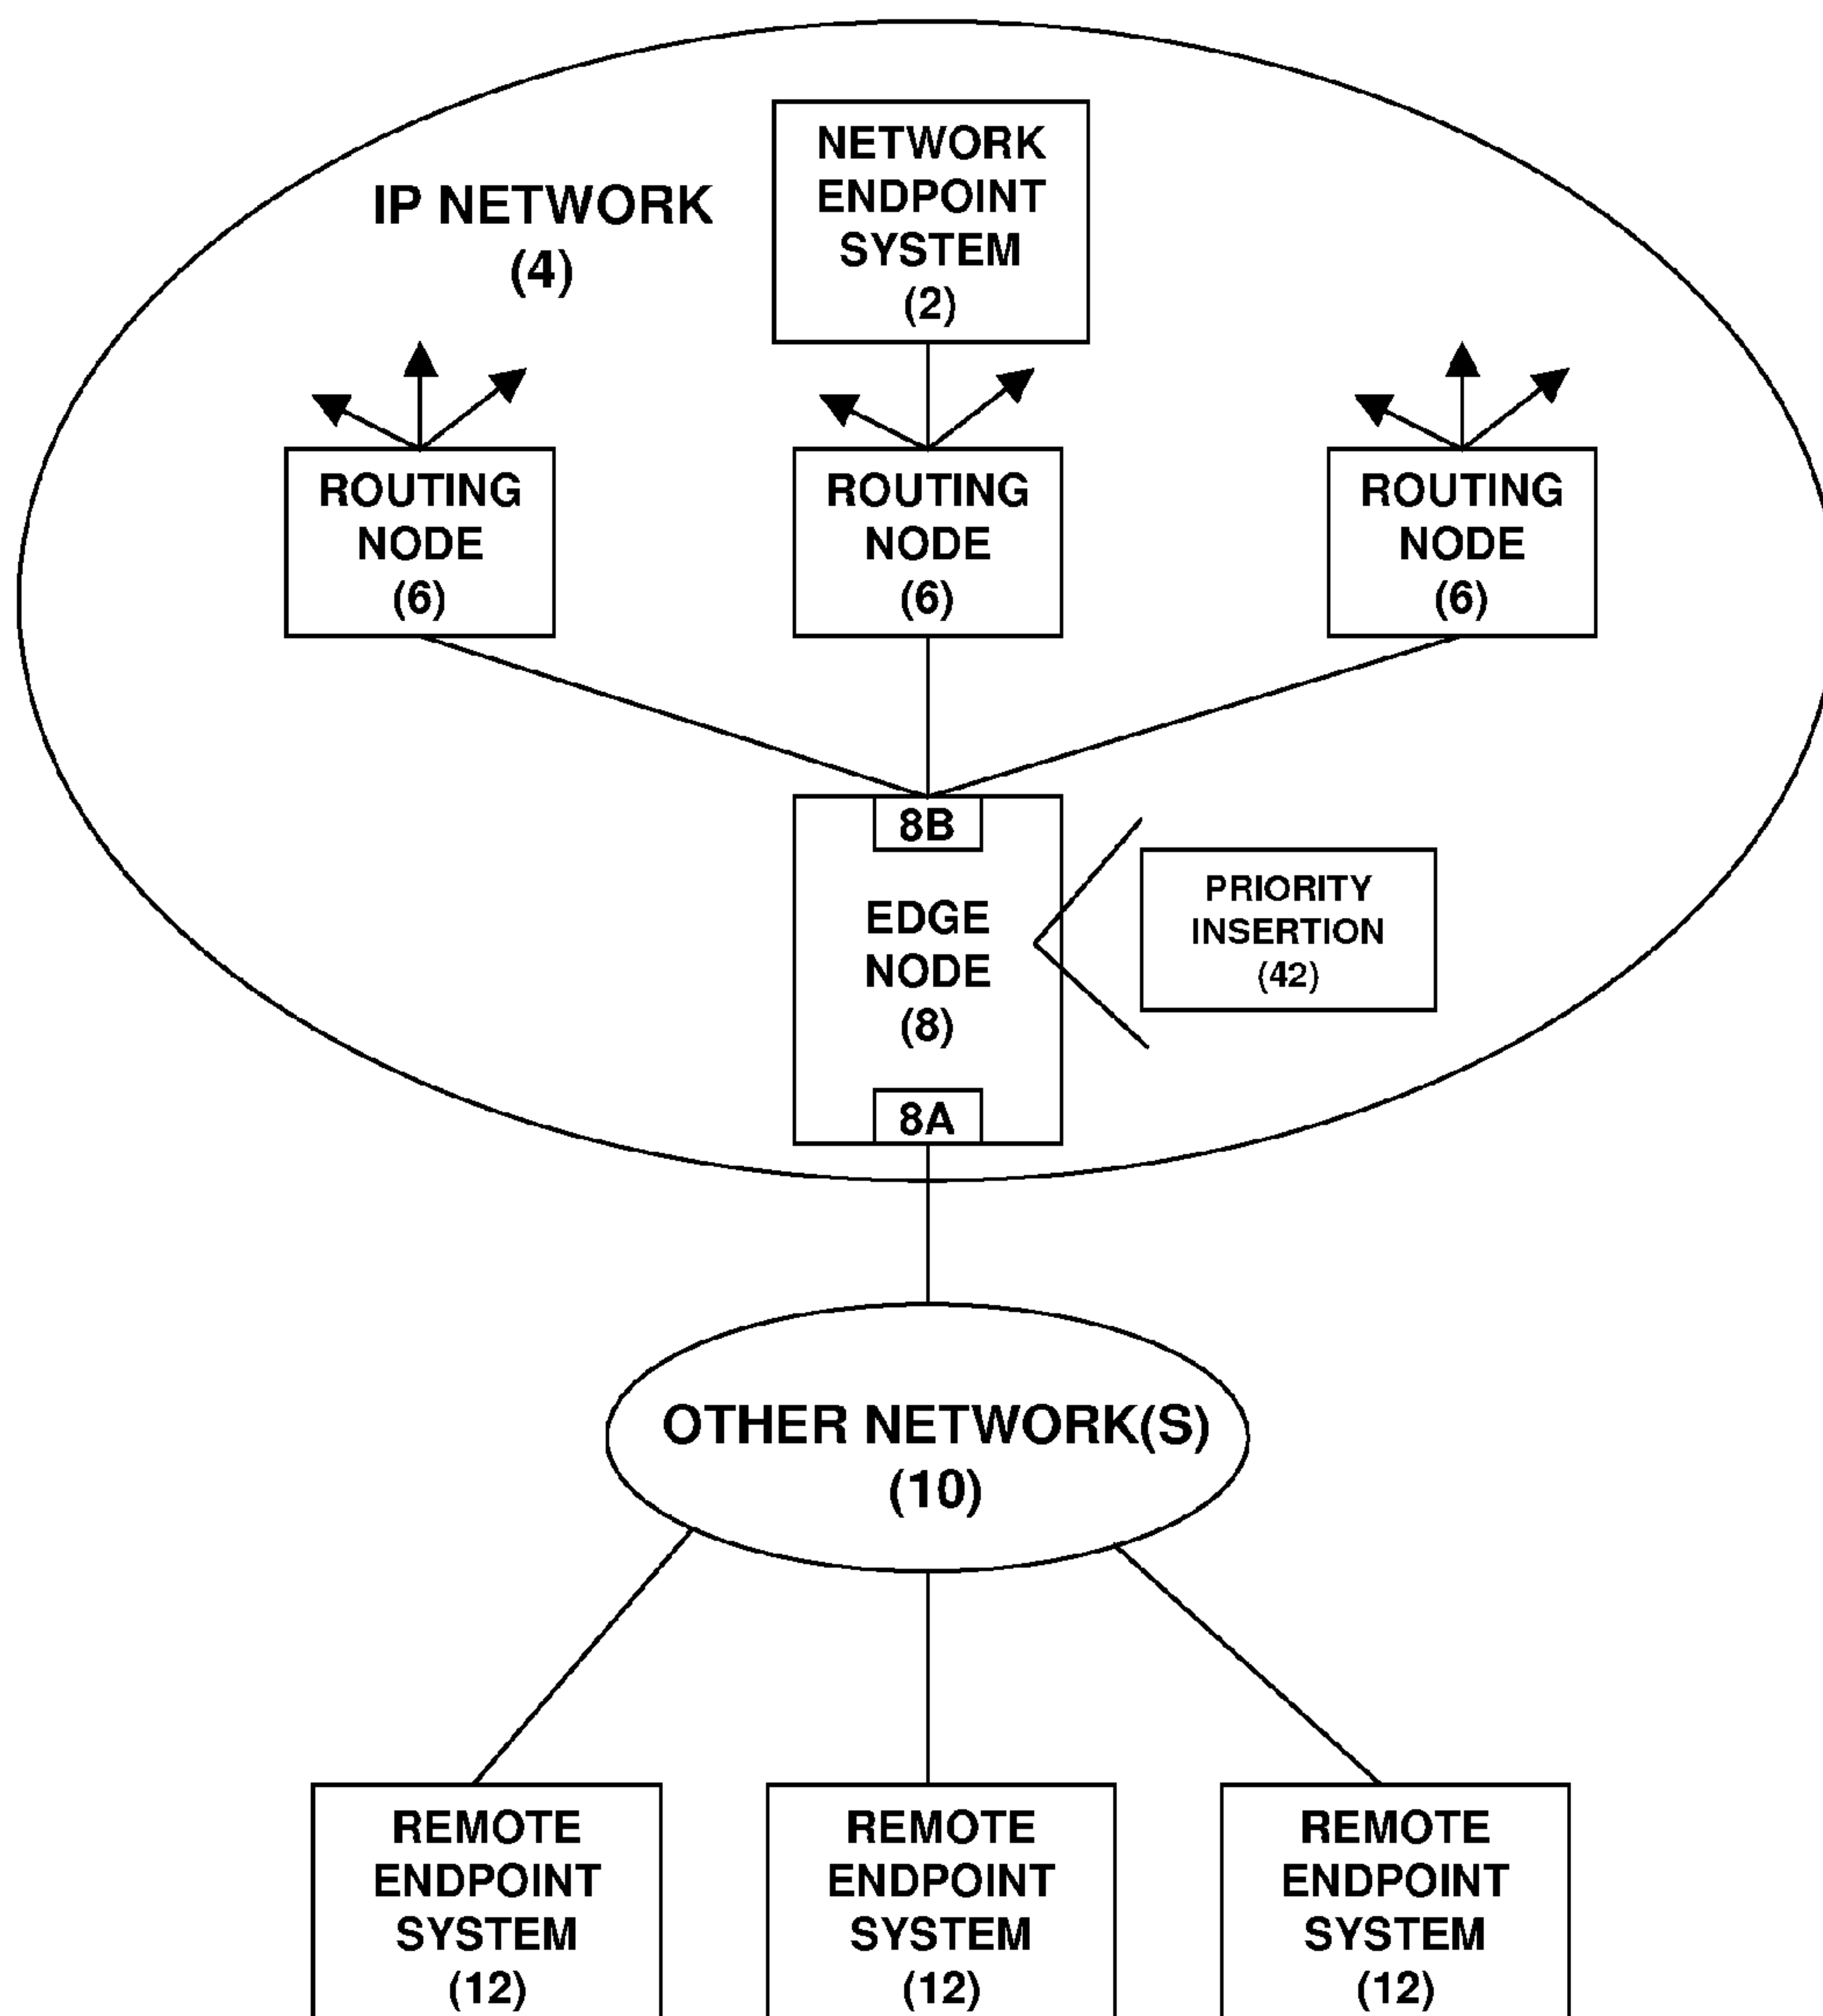 NETWORK
ENDPOINT
SYSTEM
(2)
IP NETWORK
(4)
ROUTING
NODE
(6)
ROUTING
NODE
(6)
ROUTING
NODE
(6)
8B
EDGE
NODE
(8)
8A
PRIORITY
INSERTION
(42)
OTHER NETWORK(S)
(10)
REMOTE
ENDPOINT
SYSTEM
(12)
REMOTE
ENDPOINT
SYSTEM
(12)
REMOTE
ENDPOINT
SYSTEM
(12)